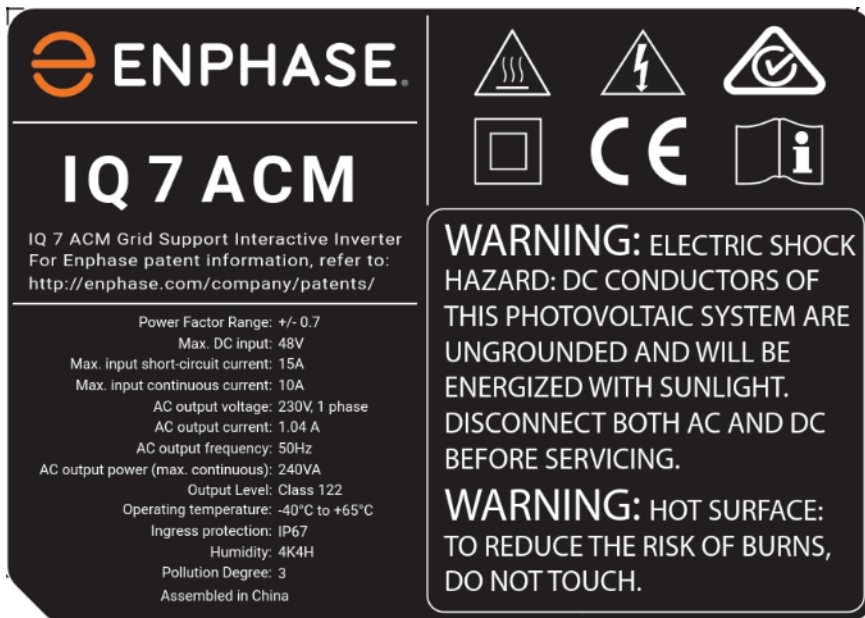 ENPHASE®
IQ 7 ACM
IQ 7 ACM Grid Support Interactive Inverter
For Enphase patent information, refer to:
http://enphase.com/company/patents/
Power Factor Range: +/- 0.7
Max. DC input: 48V
Max. input short-circuit current: 15A
Max. input continuous current: 10A
AC output voltage: 230V, 1 phase
AC output current: 1.04 A
AC output frequency: 50Hz
AC output power (max. continuous): 240VA
Output Level: Class 122
Operating temperature: -40°C to +65°C
Ingress protection: IP67
Humidity: 4K4H
Pollution Degree: 3
Assembled in China
CE
i
WARNING: ELECTRIC SHOCK
HAZARD: DC CONDUCTORS OF
THIS PHOTOVOLTAIC SYSTEM ARE
UNGROUNDED AND WILL BE
ENERGIZED WITH SUNLIGHT.
DISCONNECT BOTH AC AND DC
BEFORE SERVICING.
WARNING: HOT SURFACE:
TO REDUCE THE RISK OF BURNS,
DO NOT TOUCH.